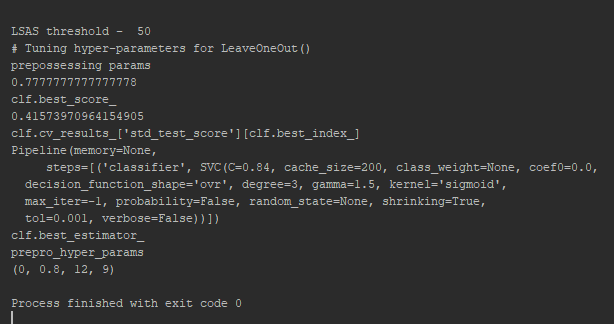 LSAS threshold -  50
# Tuning hyper-parameters for LeaveOneOut()
prepossessing params
0.7777777777777778
clf.best_score_
0.41573970964154905
clf.cv_results_['std_test_score'][clf.best_index_]
Pipeline(memory=None,
     steps=[('classifier', SVC(C=0.84, cache_size=200, class_weight=None, coef0=0.0,
  decision_function_shape='ovr', degree=3, gamma=1.5, kernel='sigmoid',
  max_iter=-1, probability=False, random_state=None, shrinking=True,
  tol=0.001, verbose=False))])
clf.best_estimator_
prepro_hyper_params
(0, 0.8, 12, 9)
Process finished with exit code 0